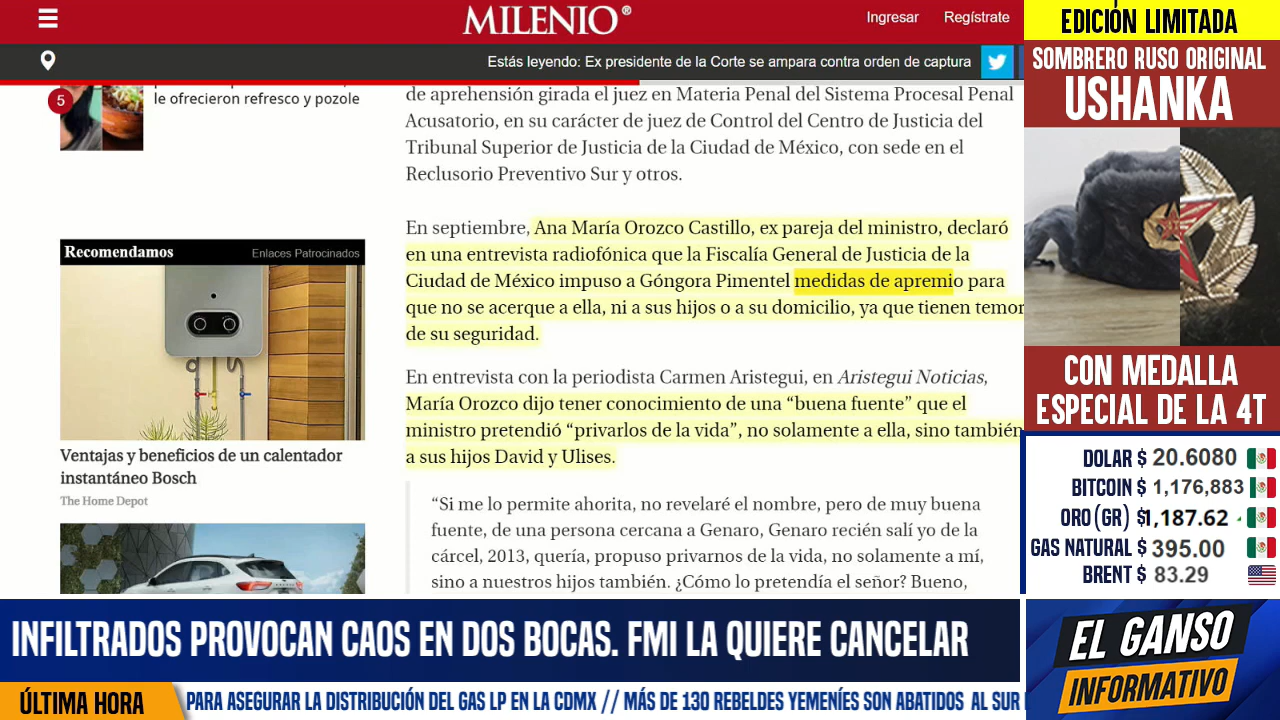 MILENIO®
Ingresar
Regístrate
Estás leyendo: Ex presidente de la Corte se ampara contra orden de captura
5
le ofrecieron refresco y pozole
de aprehensión girada el juez en Materia Penal del Sistema Procesal Penal
Acusatorio, en su carácter de juez de Control del Centro de Justicia del
Tribunal Superior de Justicia de la Ciudad de México, con sede en el
Reclusorio Preventivo Sur y otros.
Recomendamos
Enlaces Patrocinados
Ventajas y beneficios de un calentador
instantáneo Bosch
The Home Depot
En septiembre, Ana María Orozco Castillo, ex pareja del ministro, declaró
en una entrevista radiofónica que la Fiscalía General de Justicia de la
Ciudad de México impuso a Góngora Pimentel medidas de apremio para
que no se acerque a ella, ni a sus hijos o a su domicilio, ya que tienen temor
de su seguridad.
En entrevista con la periodista Carmen Aristegui, en Aristegui Noticias,
María Orozco dijo tener conocimiento de una “buena fuente” que el
ministro pretendió “privarlos de la vida”, no solamente a ella, sino también
a sus hijos David y Ulises.
“Si me lo permite ahorita, no revelaré el nombre, pero de muy buena
fuente, de una persona cercana a Genaro, Genaro recién salí yo de la
cárcel, 2013, quería, propuso privarnos de la vida, no solamente a mí,
sino a nuestros hijos también. ¿Cómo lo pretendía el señor? Bueno,
EDICIÓN LIMITADA
SOMBRERO RUSO ORIGINAL
USHANKA
CON MEDALLA
ESPECIAL DE LA 4T
DOLAR $ 20.6080
BITCOIN $ 1,176,883
ORO (GR) $1,187.62
GAS NATURAL $ 395.00
BRENT $ 83.29
INFILTRADOS PROVOCAN CAOS EN DOS BOCAS. FMI LA QUIERE CANCELAR
EL GANSO
INFORMATIVO
ÚLTIMA HORA
PARA ASEGURAR LA DISTRIBUCIÓN DEL GAS LP EN LA CDMX // MÁS DE 130 REBELDES YEMENÍES SON ABATIDOS AL SUR